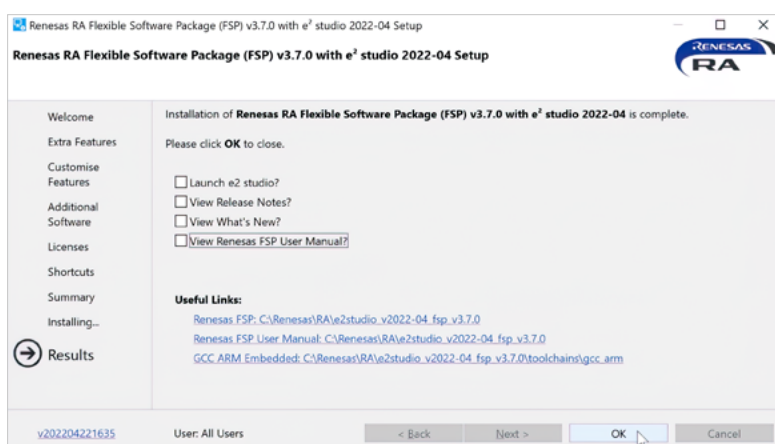 Renesas RA Flexible Software Package (FSP) v3.7.0 with e² studio 2022-04 Setup
Renesas RA Flexible Software Package (FSP) v3.7.0 with e² studio 2022-04 Setup
RENESAS
RA
Welcome
Extra Features
Customise
Features
Additional
Software
Licenses
Shortcuts
Summary
Installing...
Results
Installation of Renesas RA Flexible Software Package (FSP) v3.7.0 with e² studio 2022-04 is complete.
Please click OK to close.
Launch e2 studio?
View Release Notes?
View What's New?
View Renesas FSP User Manual?
Useful Links:
Renesas FSP: C:\Renesas\RA\e2studio_v2022-04_fsp_v3.7.0
Renesas FSP User Manual: C:\Renesas\RA\e2studio_v2022-04_fsp_v3.7.0
GCC ARM Embedded: C:\Renesas\RA\e2studio_v2022-04_fsp_v3.7.0\toolchains\gcc_arm
v202204221635
User: All Users
< Back
Next >
OK
Cancel